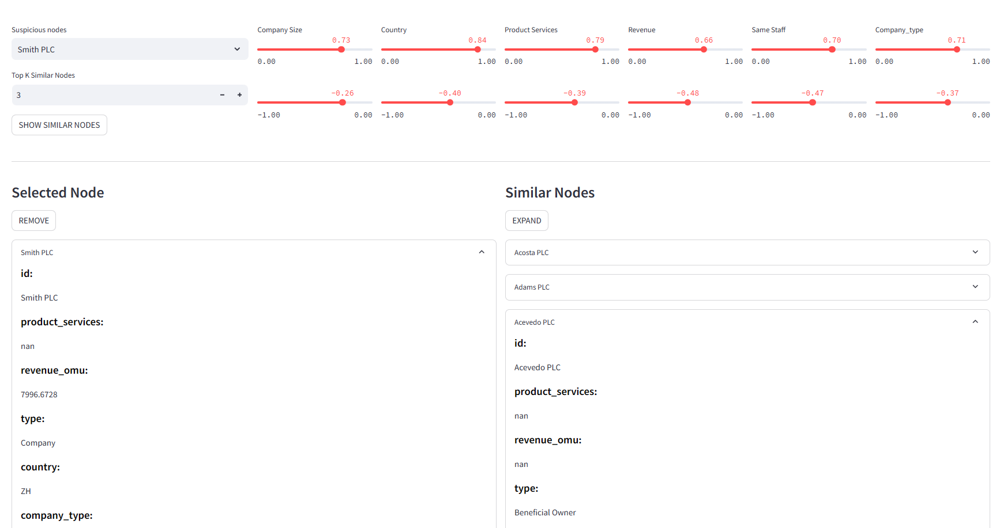 Suspicious nodes
Smith PLC
Top K Similar Nodes
3 − +
SHOW SIMILAR NODES
Company Size
0.73
0.00 1.00
-0.26
-1.00 0.00
Country
0.84
0.00 1.00
-0.40
-1.00 0.00
Product Services
0.79
0.00 1.00
-0.39
-1.00 0.00
Revenue
0.66
0.00 1.00
-0.48
-1.00 0.00
Same Staff
0.70
0.00 1.00
-0.47
-1.00 0.00
Company_type
0.71
0.00 1.00
-0.37
-1.00 0.00
Selected Node
REMOVE
Smith PLC
id:
Smith PLC
product_services:
nan
revenue_omu:
7996.6728
type:
Company
country:
ZH
company_type:
Similar Nodes
EXPAND
Acosta PLC
Adams PLC
Acevedo PLC
id:
Acevedo PLC
product_services:
nan
revenue_omu:
nan
type:
Beneficial Owner